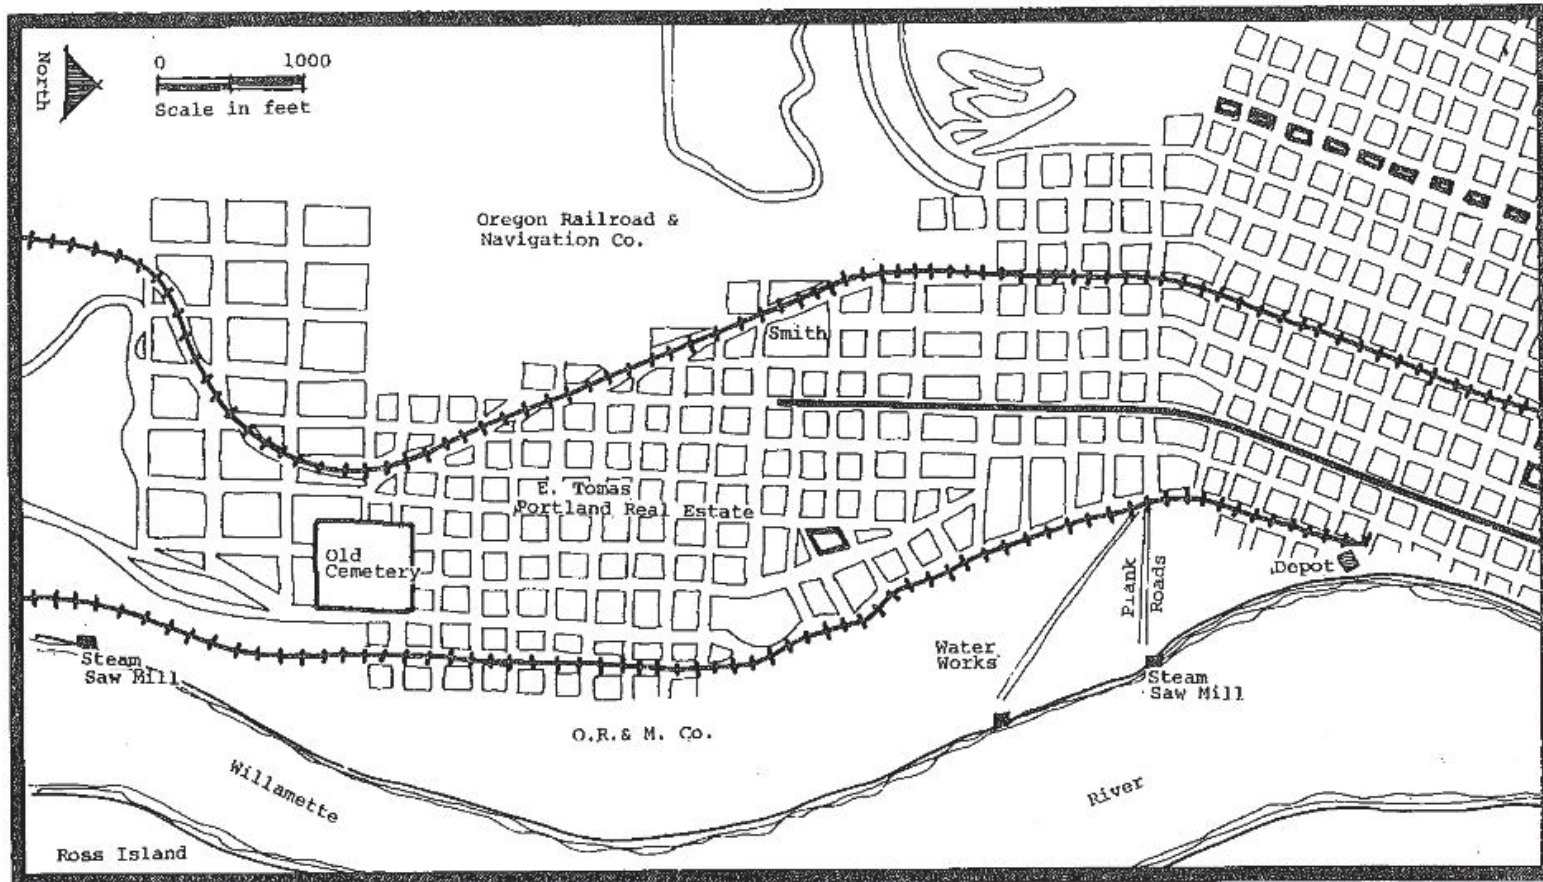 North
0 1000
Scale in feet
Oregon Railroad &
Navigation Co.
Smith
E. Tomas
Portland Real Estate
Old
Cemetery
Depot
Plank
Roads
Water
Works
Steam
Saw Mill
Steam
Saw Mill
O.R.& M. Co.
Willamette
River
Ross Island